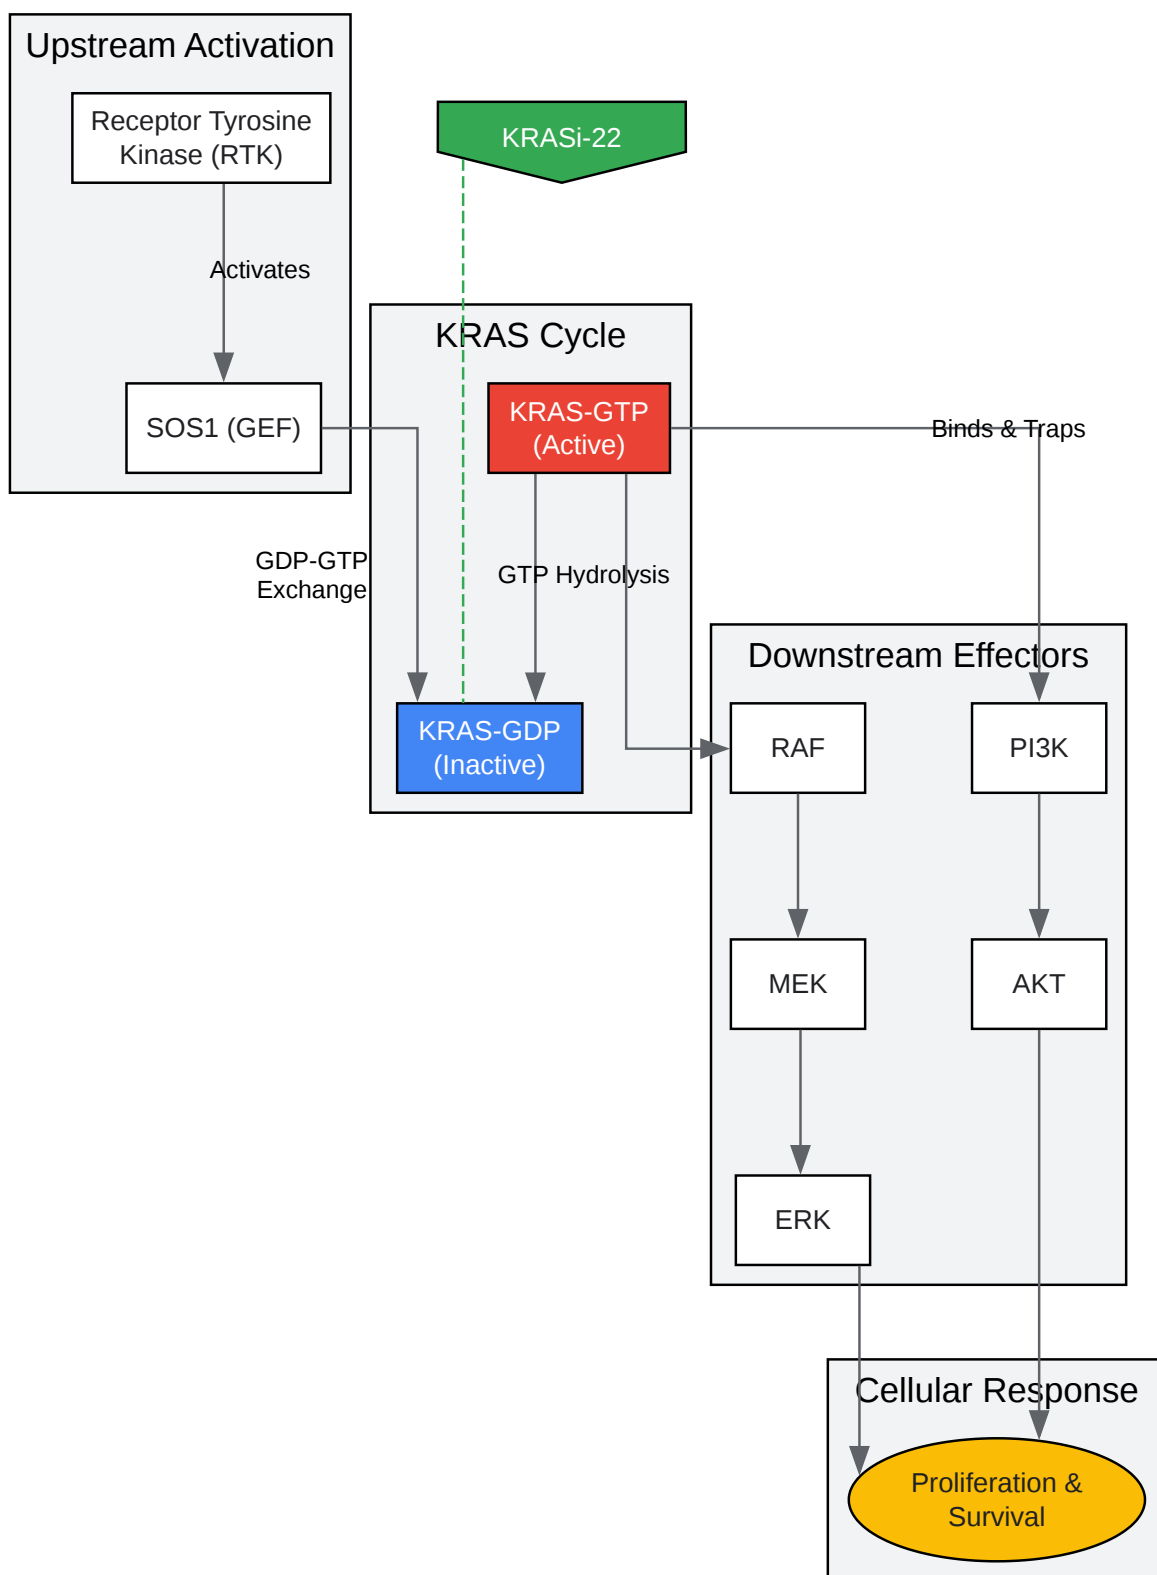 Upstream Activation
Receptor Tyrosine
Kinase (RTK)
KRASi-22
Activates
KRAS Cycle
SOS1 (GEF)
KRAS-GTP
(Active)
Binds & Traps
GDP-GTP
Exchange
GTP Hydrolysis
Downstream Effectors
KRAS-GDP
(Inactive)
RAF
PI3K
MEK
AKT
ERK
Cellular Response
Proliferation &
Survival